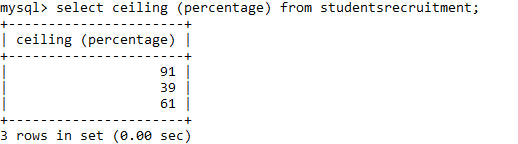 mysql> select ceiling (percentage) from studentsrecruitment;
+----------------------+
| ceiling (percentage) |
+----------------------+
|                   91 |
|                   39 |
|                   61 |
+----------------------+
3 rows in set (0.00 sec)